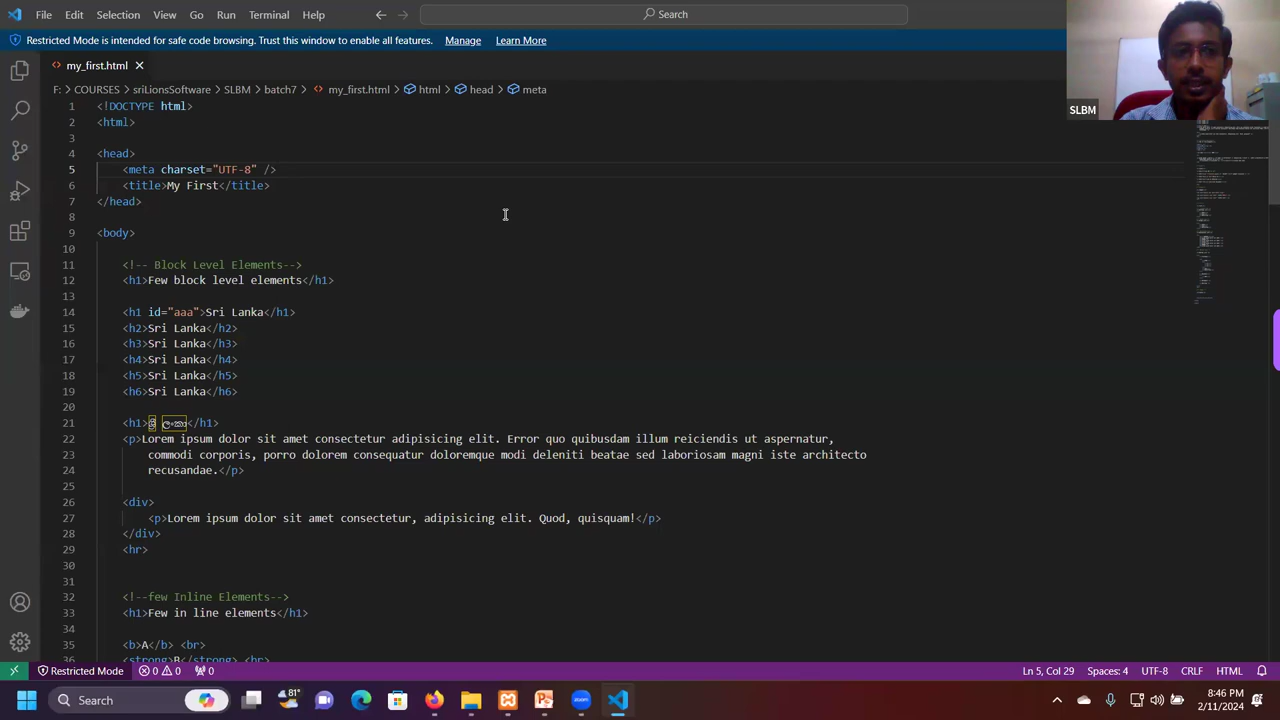 File Edit Selection View Go Run Terminal Help
Search
Restricted Mode is intended for safe code browsing. Trust this window to enable all features. Manage Learn More
my_first.html
F: > COURSES > sriLionsSoftware > SLBM > batch7 > my_first.html > html > head > meta
SLBM
1 <!DOCTYPE html>
2 <html>
3
4 <head>
5 <meta charset="UTF-8" />
6 <title>My First</title>
7 </head>
8
9 <body>
10
11 <!-- Block Level Elements-->
12 <h1>Few block level elements</h1>
13
14 <h1 id="aaa">Sri Lanka</h1>
15 <h2>Sri Lanka</h2>
16 <h3>Sri Lanka</h3>
17 <h4>Sri Lanka</h4>
18 <h5>Sri Lanka</h5>
19 <h6>Sri Lanka</h6>
20
21 <h1>ශ්‍රී ලංකා</h1>
22 <p>Lorem ipsum dolor sit amet consectetur adipisicing elit. Error quo quibusdam illum reiciendis ut aspernatur,
23 commodi corporis, porro dolorem consequatur doloremque modi deleniti beatae sed laboriosam magni iste architecto
24 recusandae.</p>
25
26 <div>
27 <p>Lorem ipsum dolor sit amet consectetur, adipisicing elit. Quod, quisquam!</p>
28 </div>
29 <hr>
30
31
32 <!--few Inline Elements-->
33 <h1>Few in line elements</h1>
34
35 <b>A</b> <br>
36 <strong>B</strong> <br>
Restricted Mode 0 0 0 Ln 5, Col 29 Spaces: 4 UTF-8 CRLF HTML
Search 81° zoom 8:46 PM
2/11/2024